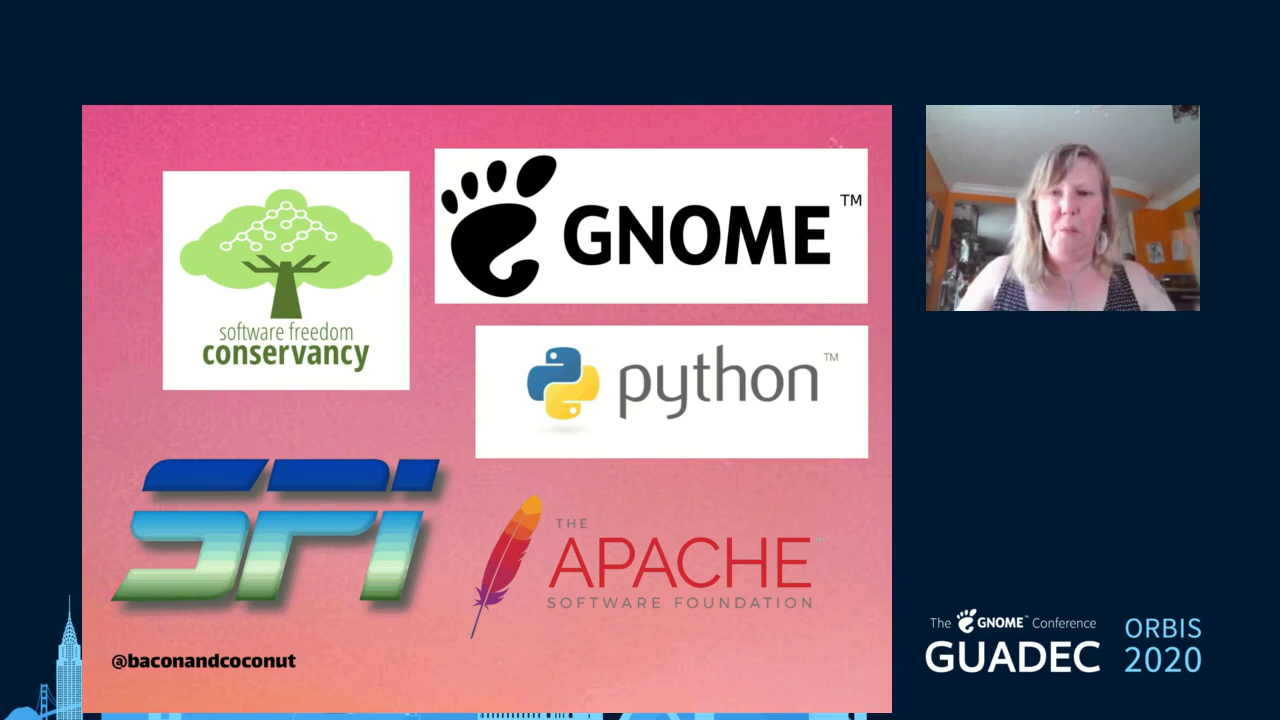 software freedom
conservancy
GNOME™
python™
SPi
THE
APACHE™
SOFTWARE FOUNDATION
@baconandcoconut
The GNOME™ Conference
GUADEC
ORBIS
2020